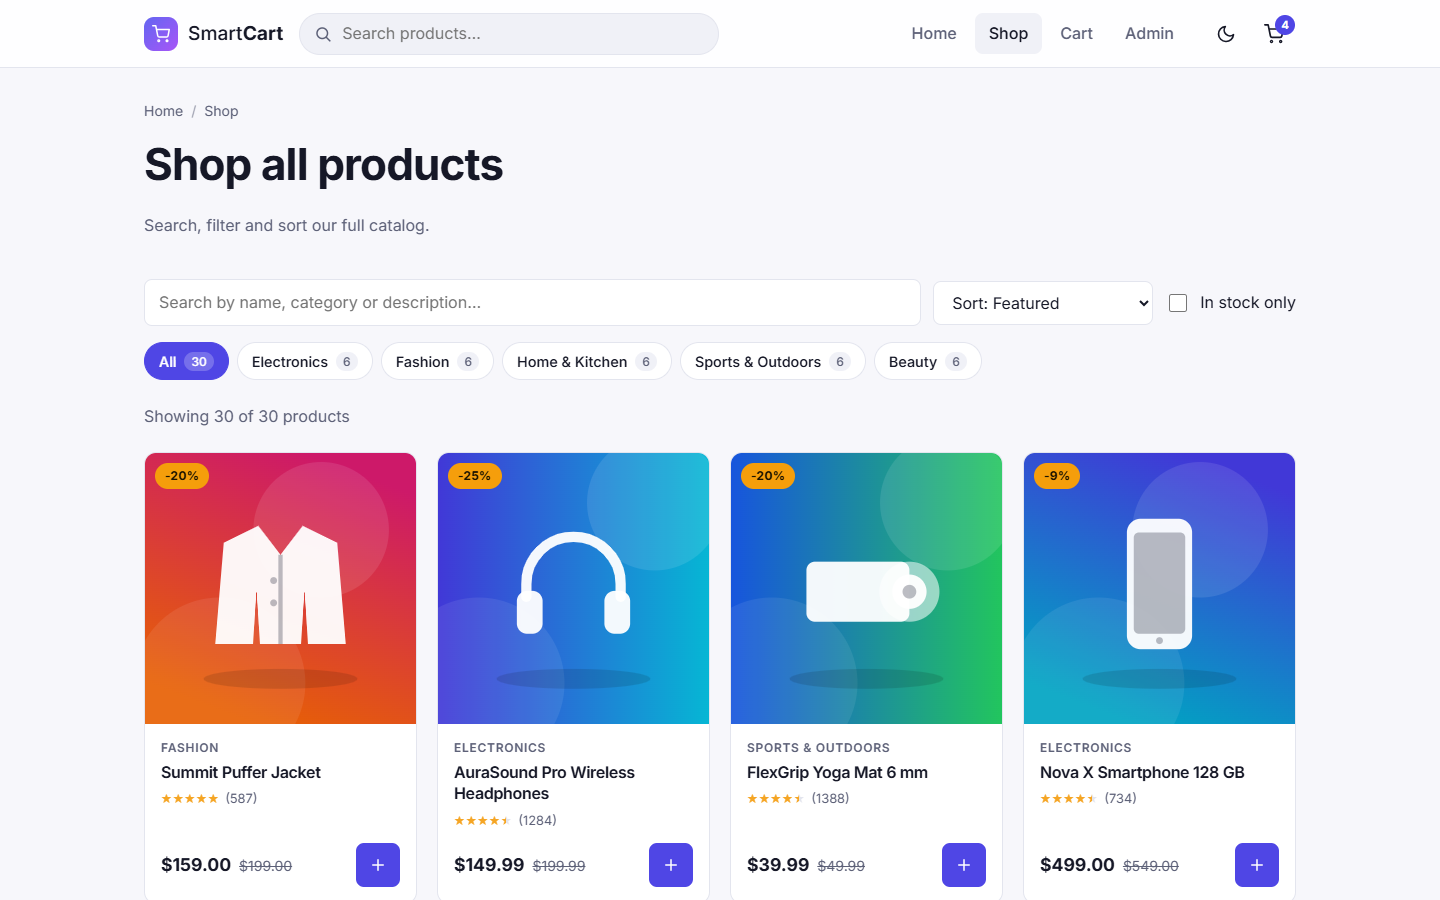 SmartCart
Search products...
Home
Shop
Cart
Admin
4
Home / Shop
Shop all products
Search, filter and sort our full catalog.
Search by name, category or description...
Sort: Featured
In stock only
All 30
Electronics 6
Fashion 6
Home & Kitchen 6
Sports & Outdoors 6
Beauty 6
Showing 30 of 30 products
-20%
FASHION
Summit Puffer Jacket
★★★★★ (587)
$159.00 $199.00
+
-25%
ELECTRONICS
AuraSound Pro Wireless
Headphones
(1284)
$149.99 $199.99
+
-20%
SPORTS & OUTDOORS
FlexGrip Yoga Mat 6 mm
(1388)
$39.99 $49.99
+
-9%
ELECTRONICS
Nova X Smartphone 128 GB
(734)
$499.00 $549.00
+